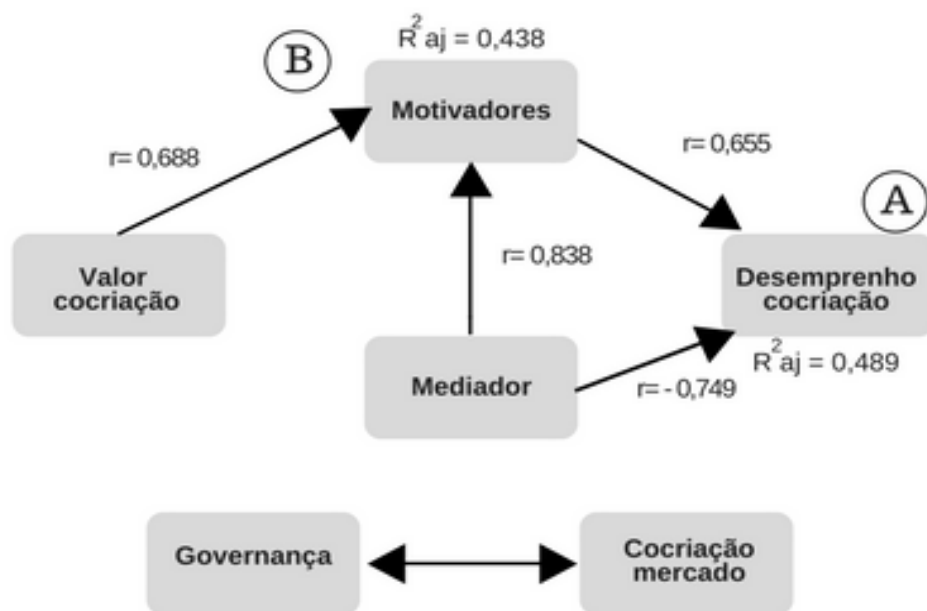 R²aj = 0,438
B
Motivadores
r= 0,688
r= 0,655
A
Valor
cocriação
r= 0,838
Desemprenho
cocriação
Mediador
r= - 0,749
R²aj = 0,489
Governança
Cocriação
mercado